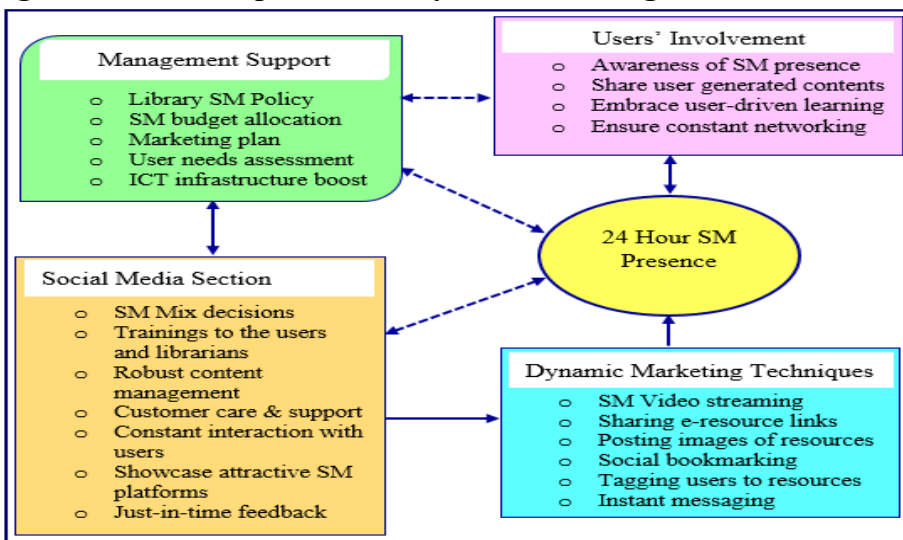 Management Support
o Library SM Policy
o SM budget allocation
o Marketing plan
o User needs assessment
o ICT infrastructure boost
Users' Involvement
o Awareness of SM presence
o Share user generated contents
o Embrace user-driven learning
o Ensure constant networking
24 Hour SM
Presence
Social Media Section
o SM Mix decisions
o Trainings to the users
and librarians
o Robust content
management
o Customer care & support
o Constant interaction with
users
o Showcase attractive SM
platforms
o Just-in-time feedback
Dynamic Marketing Techniques
o SM Video streaming
o Sharing e-resource links
o Posting images of resources
o Social bookmarking
o Tagging users to resources
o Instant messaging